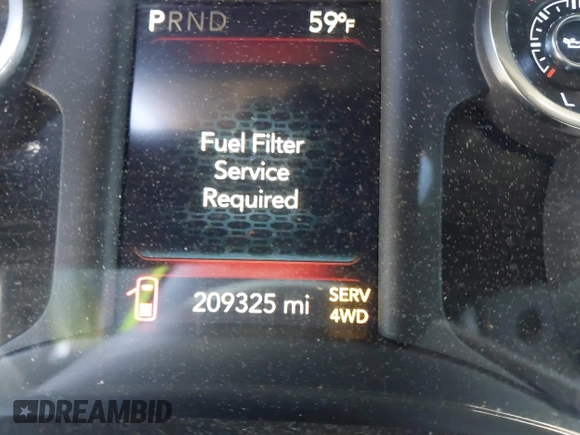 PRND 59°F
Fuel Filter
Service
Required
209325 mi SERV
4WD
L
DREAMBID